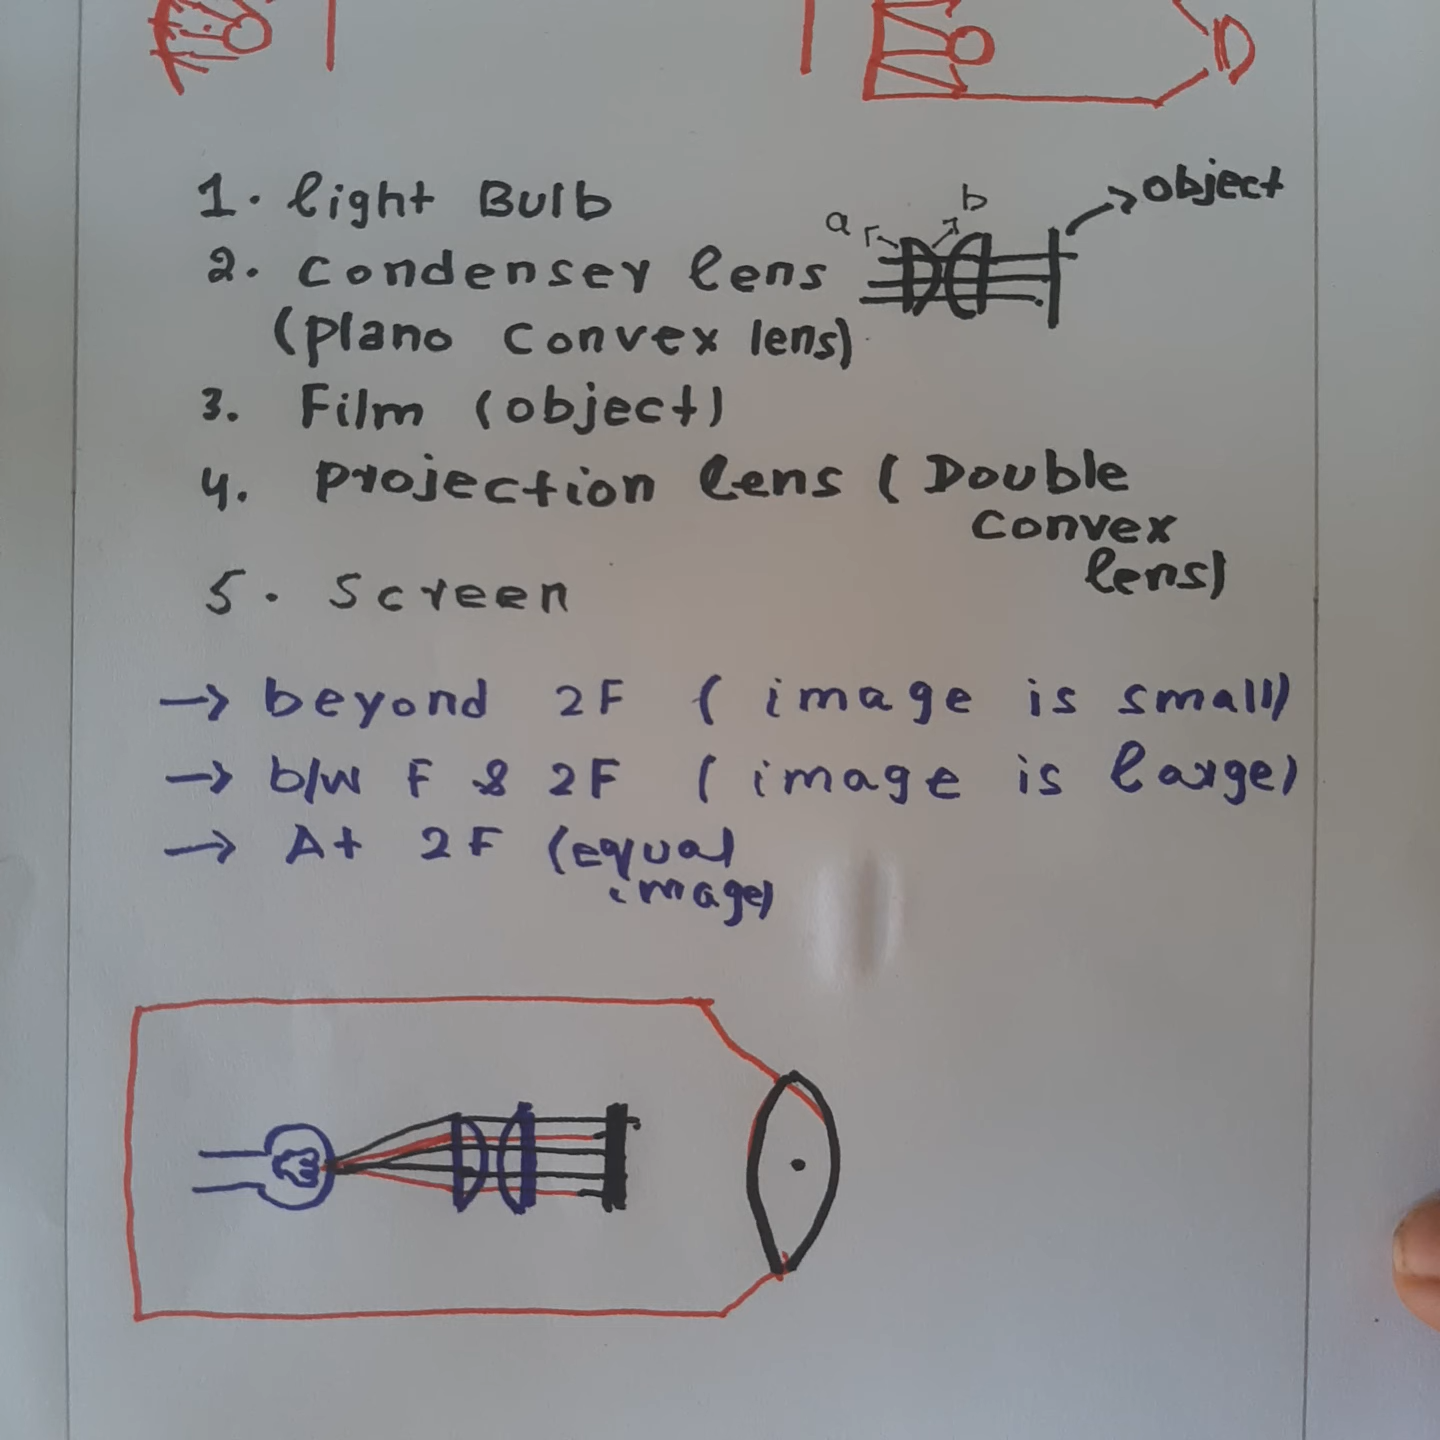 1. light Bulb
a
b
object
2. Condenser lens
(plano convex lens)
3. Film (object)
4. Projection lens (Double
convex
lens)
5. Screen
→ beyond 2F (image is small)
→ b/w F & 2F (image is large)
→ At 2F (equal
image)